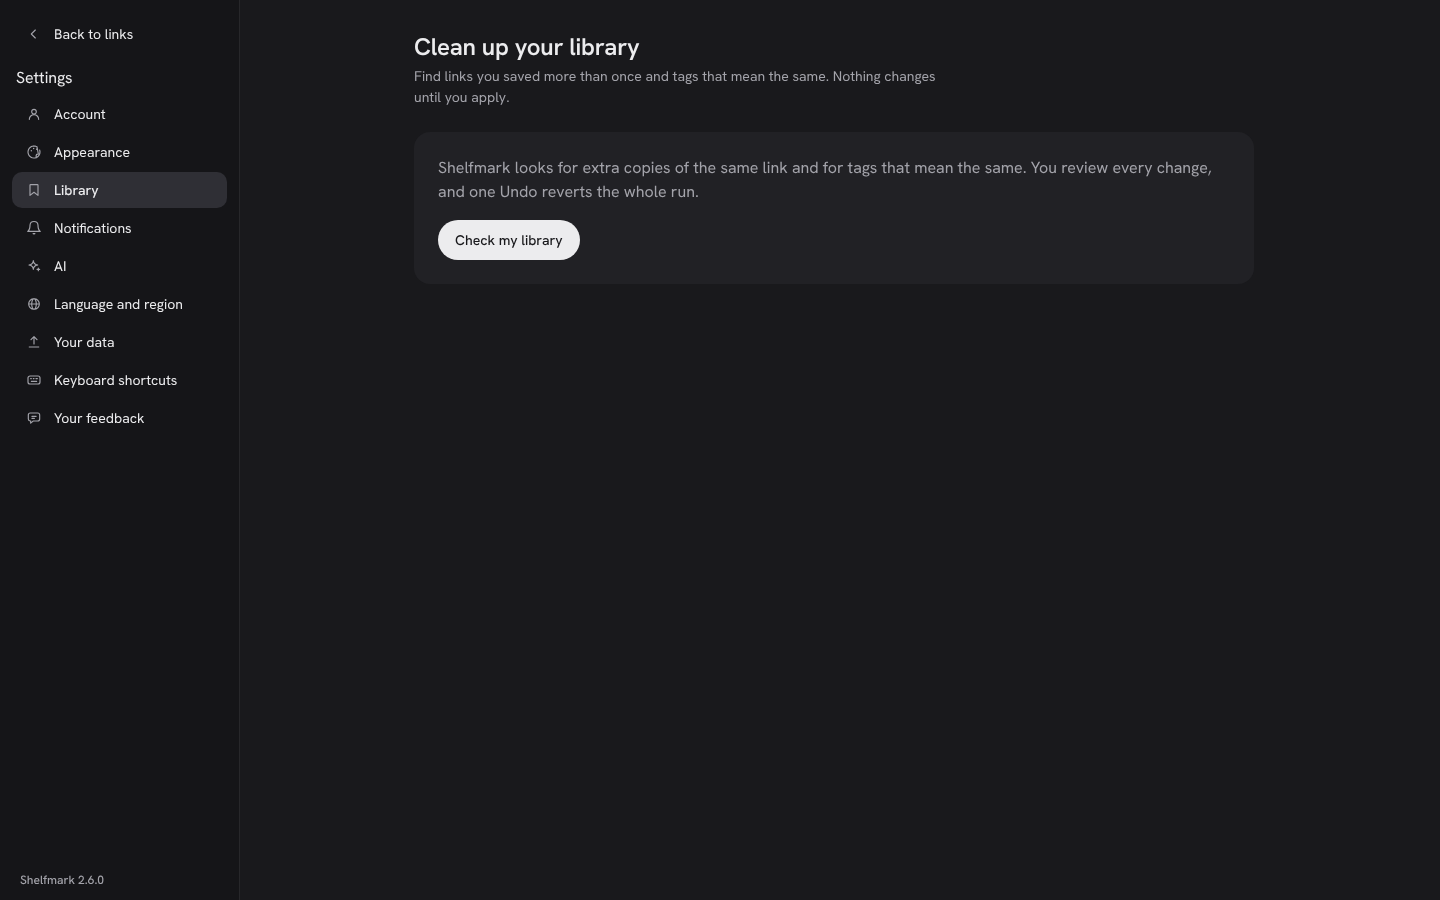 Back to links
Settings
Account
Appearance
Library
Notifications
AI
Language and region
Your data
Keyboard shortcuts
Your feedback
Shelfmark 2.6.0
Clean up your library
Find links you saved more than once and tags that mean the same. Nothing changes
until you apply.
Shelfmark looks for extra copies of the same link and for tags that mean the same. You review every change,
and one Undo reverts the whole run.
Check my library